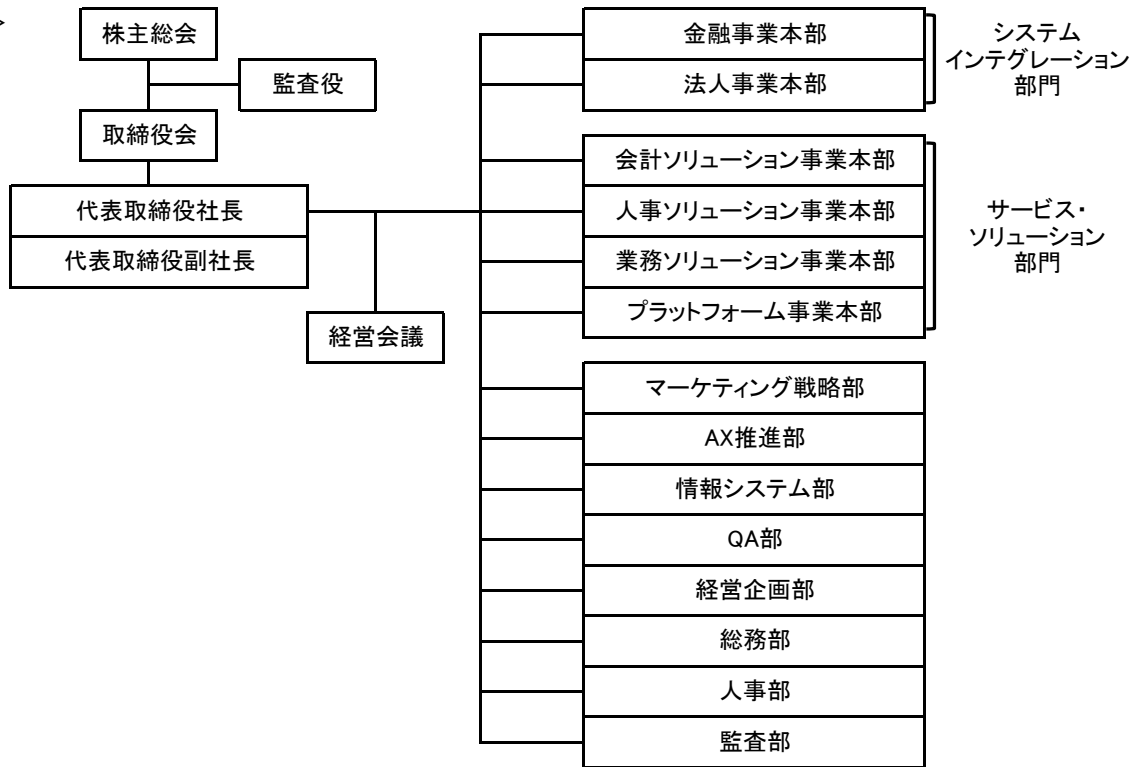 >
株主総会
監査役
取締役会
代表取締役社長
代表取締役副社長
経営会議
金融事業本部
法人事業本部
システム
インテグレーション
部門
会計ソリューション事業本部
人事ソリューション事業本部
業務ソリューション事業本部
プラットフォーム事業本部
サービス・
ソリューション
部門
マーケティング戦略部
AX推進部
情報システム部
QA部
経営企画部
総務部
人事部
監査部